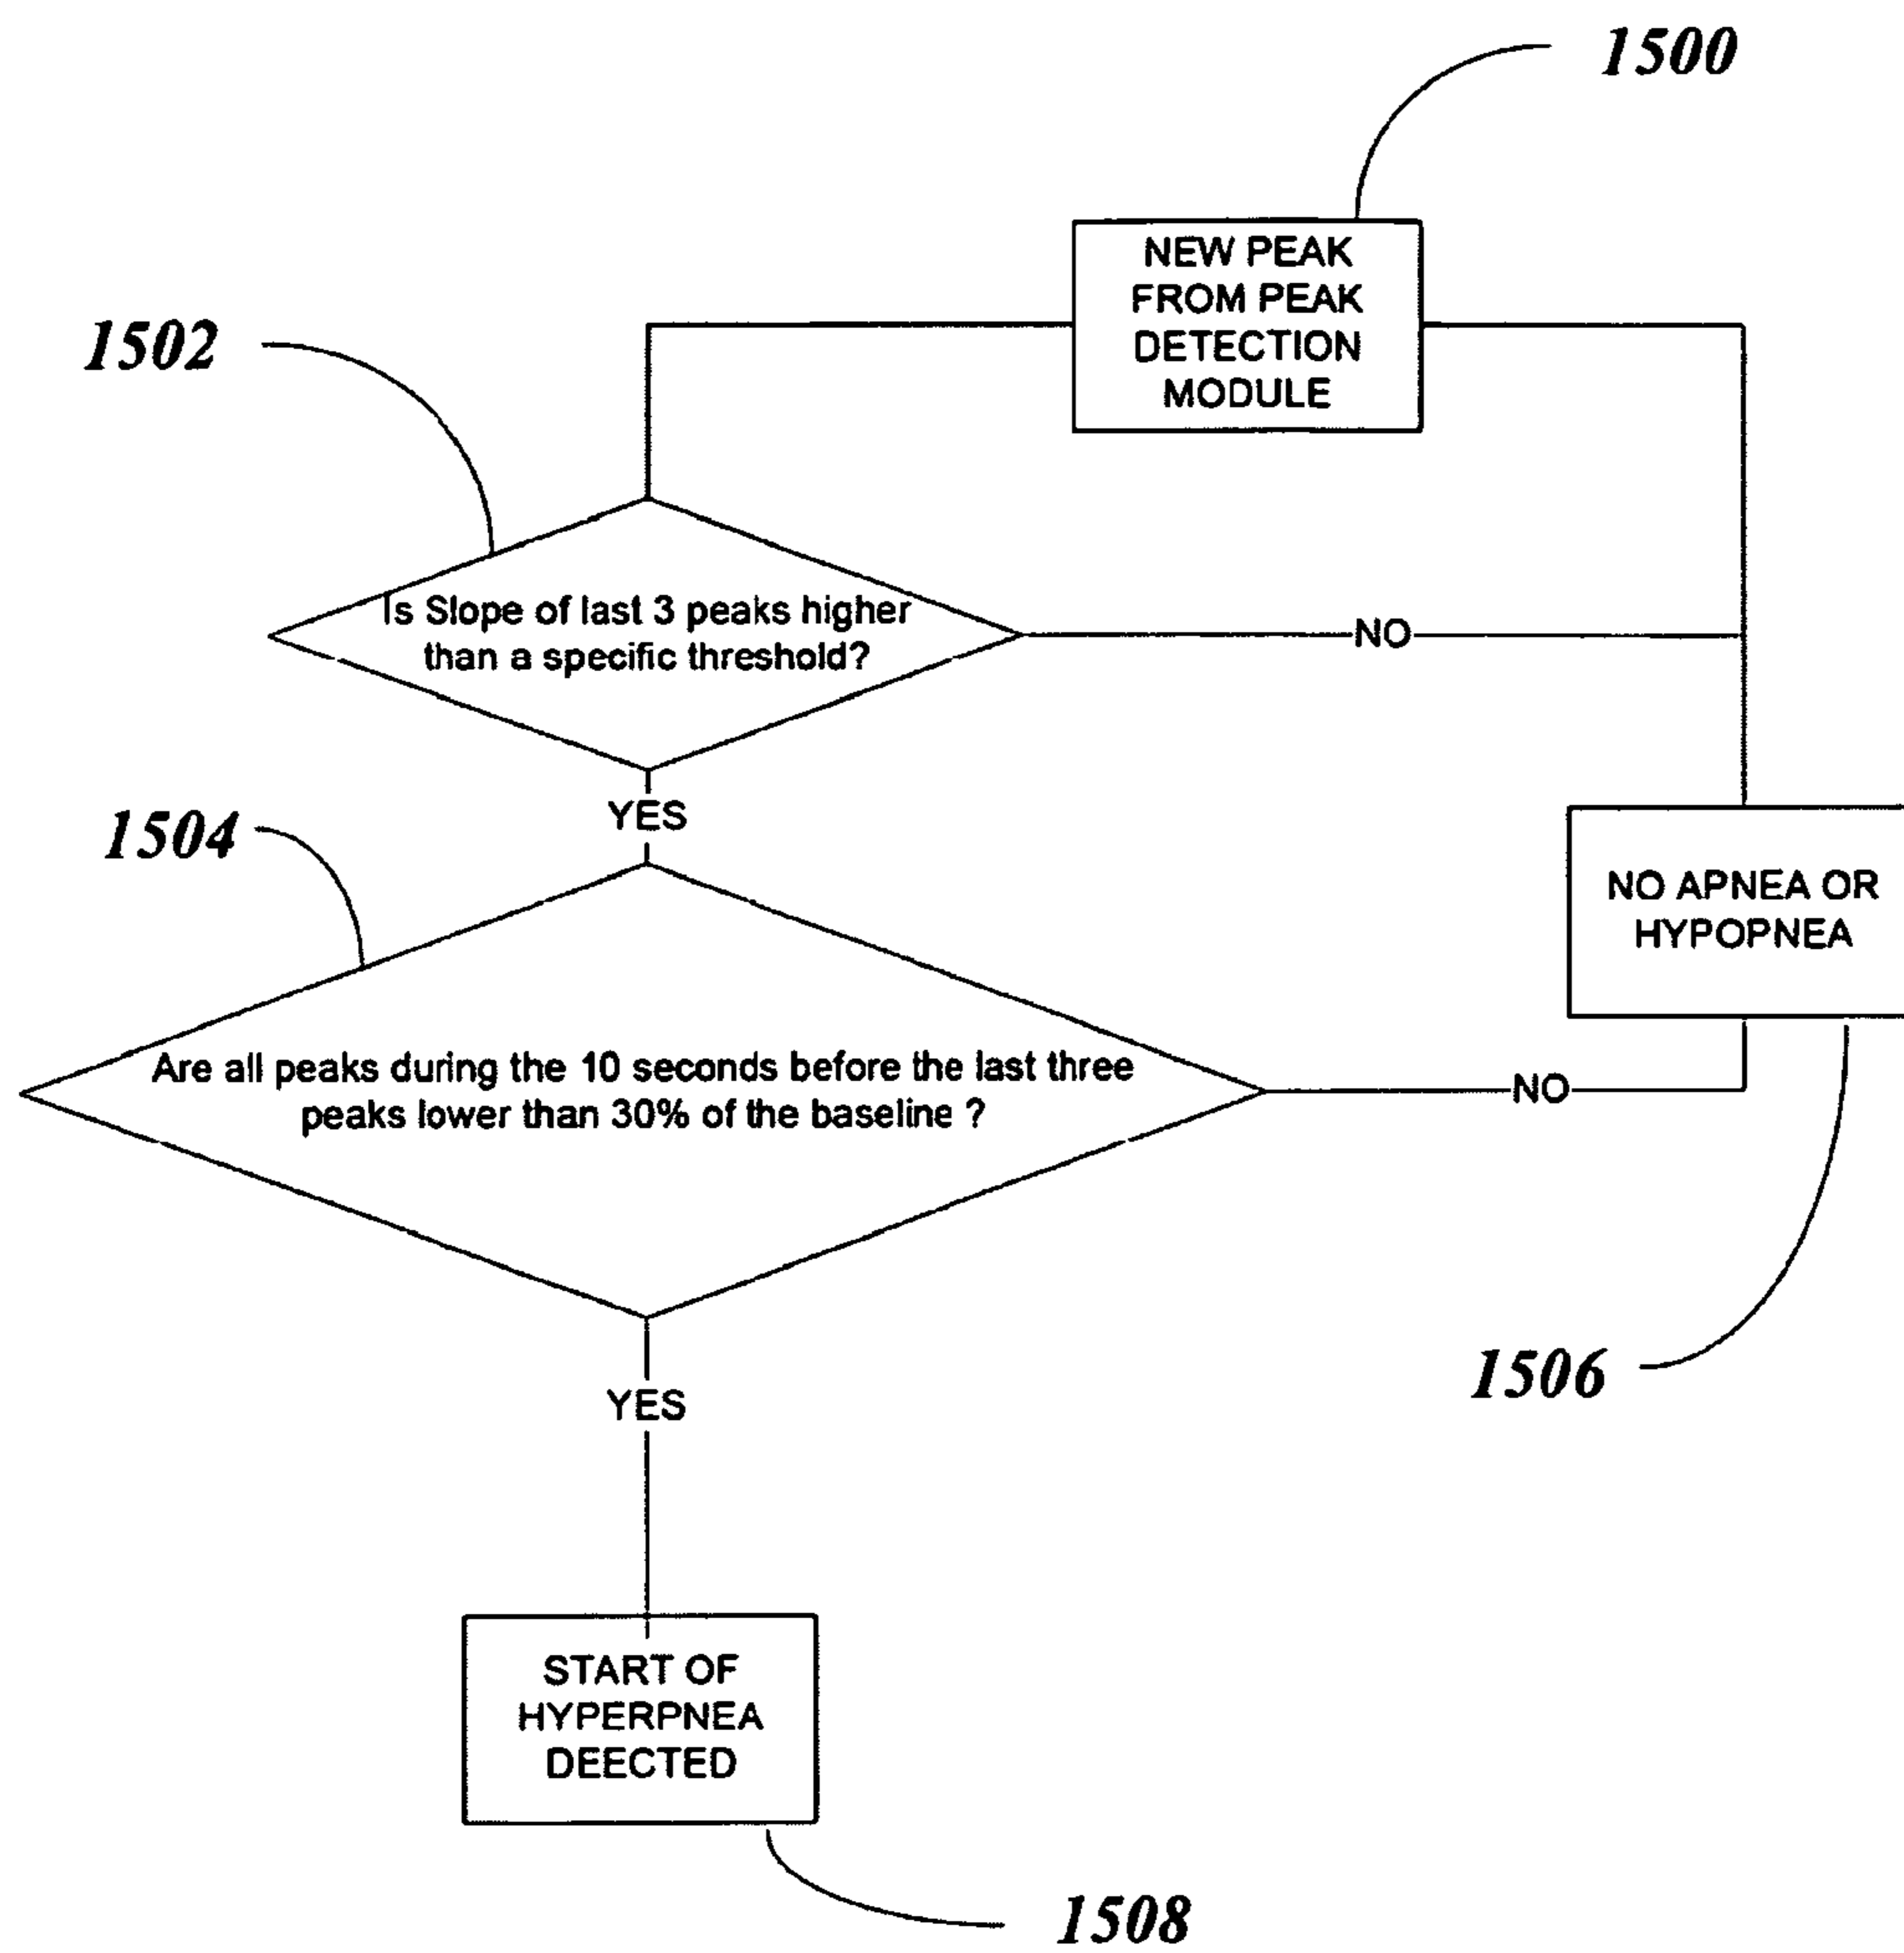 1500
NEW PEAK
FROM PEAK
DETECTION
MODULE
1502
Is Slope of last 3 peaks higher
than a specific threshold?
NO
YES
1504
NO APNEA OR
HYPOPNEA
Are all peaks during the 10 seconds before the last three
peaks lower than 30% of the baseline ?
NO
1506
YES
START OF
HYPERPNEA
DEECTED
1508